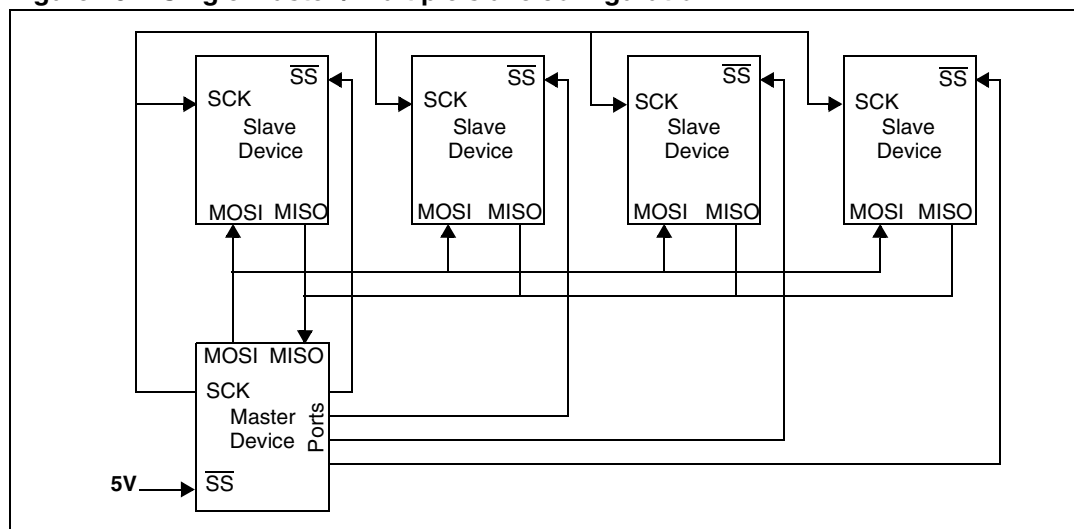 SS SS SS SS
SCK SCK SCK SCK
Slave Slave Slave Slave
Device Device Device Device
MOSI MISO MOSI MISO MOSI MISO MOSI MISO
MOSI MISO
SCK
Master
Device
Ports
5V SS